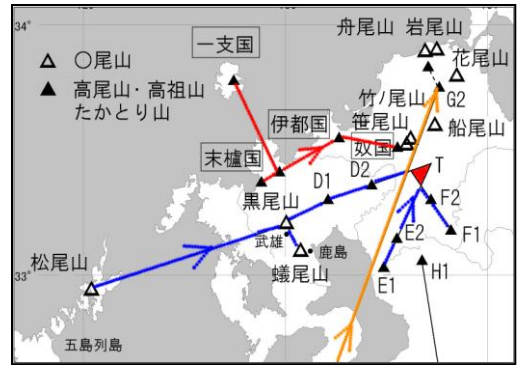 34°
舟尾山 岩尾山
一支国
花尾山
△ 〇尾山
▲ 高尾山・高祖山
たかとり山
竹ノ尾山
G2
伊都国
笹尾山
船尾山
末櫨国
奴国
黒尾山
D1
D2
T
F2
武雄
鹿島
E2
F1
松尾山
蟻尾山
33°
E1
H1
五島列島